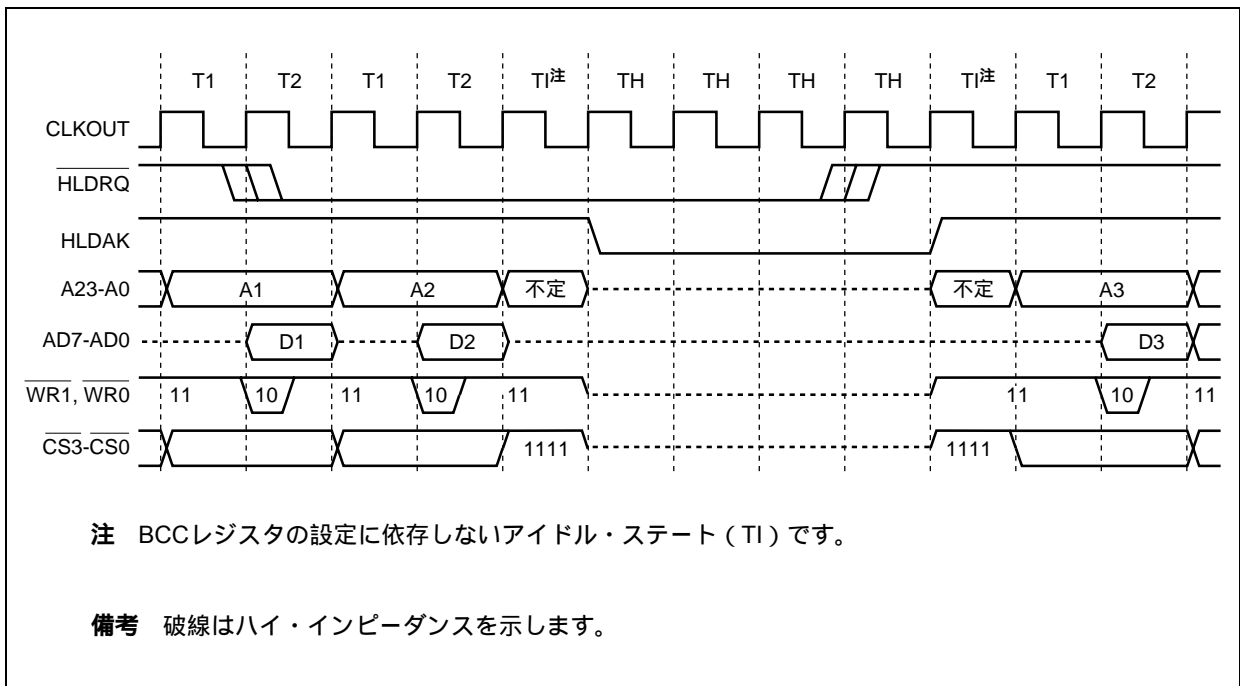 T1 T2 T1 T2 TI注 TH TH TH TH TI注 T1 T2
CLKOUT
HLDRQ
HLDAK
A23-A0 A1 A2 不定 不定 A3
AD7-AD0 D1 D2 D3
WR1, WR0 11 10 11 10 11 11 10 11
CS3-CS0 1111 1111
注 BCCレジスタの設定に依存しないアイドル・ステート（TI）です。
備考 破線はハイ・インピーダンスを示します。